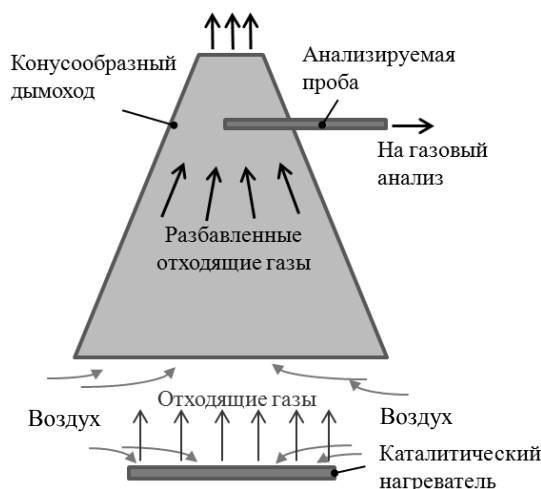 Конусообразный
дымоход
Анализируемая
проба
На газовый
анализ
Разбавленные
отходящие газы
Отходящие газы
Воздух
Воздух
Каталитический
нагреватель